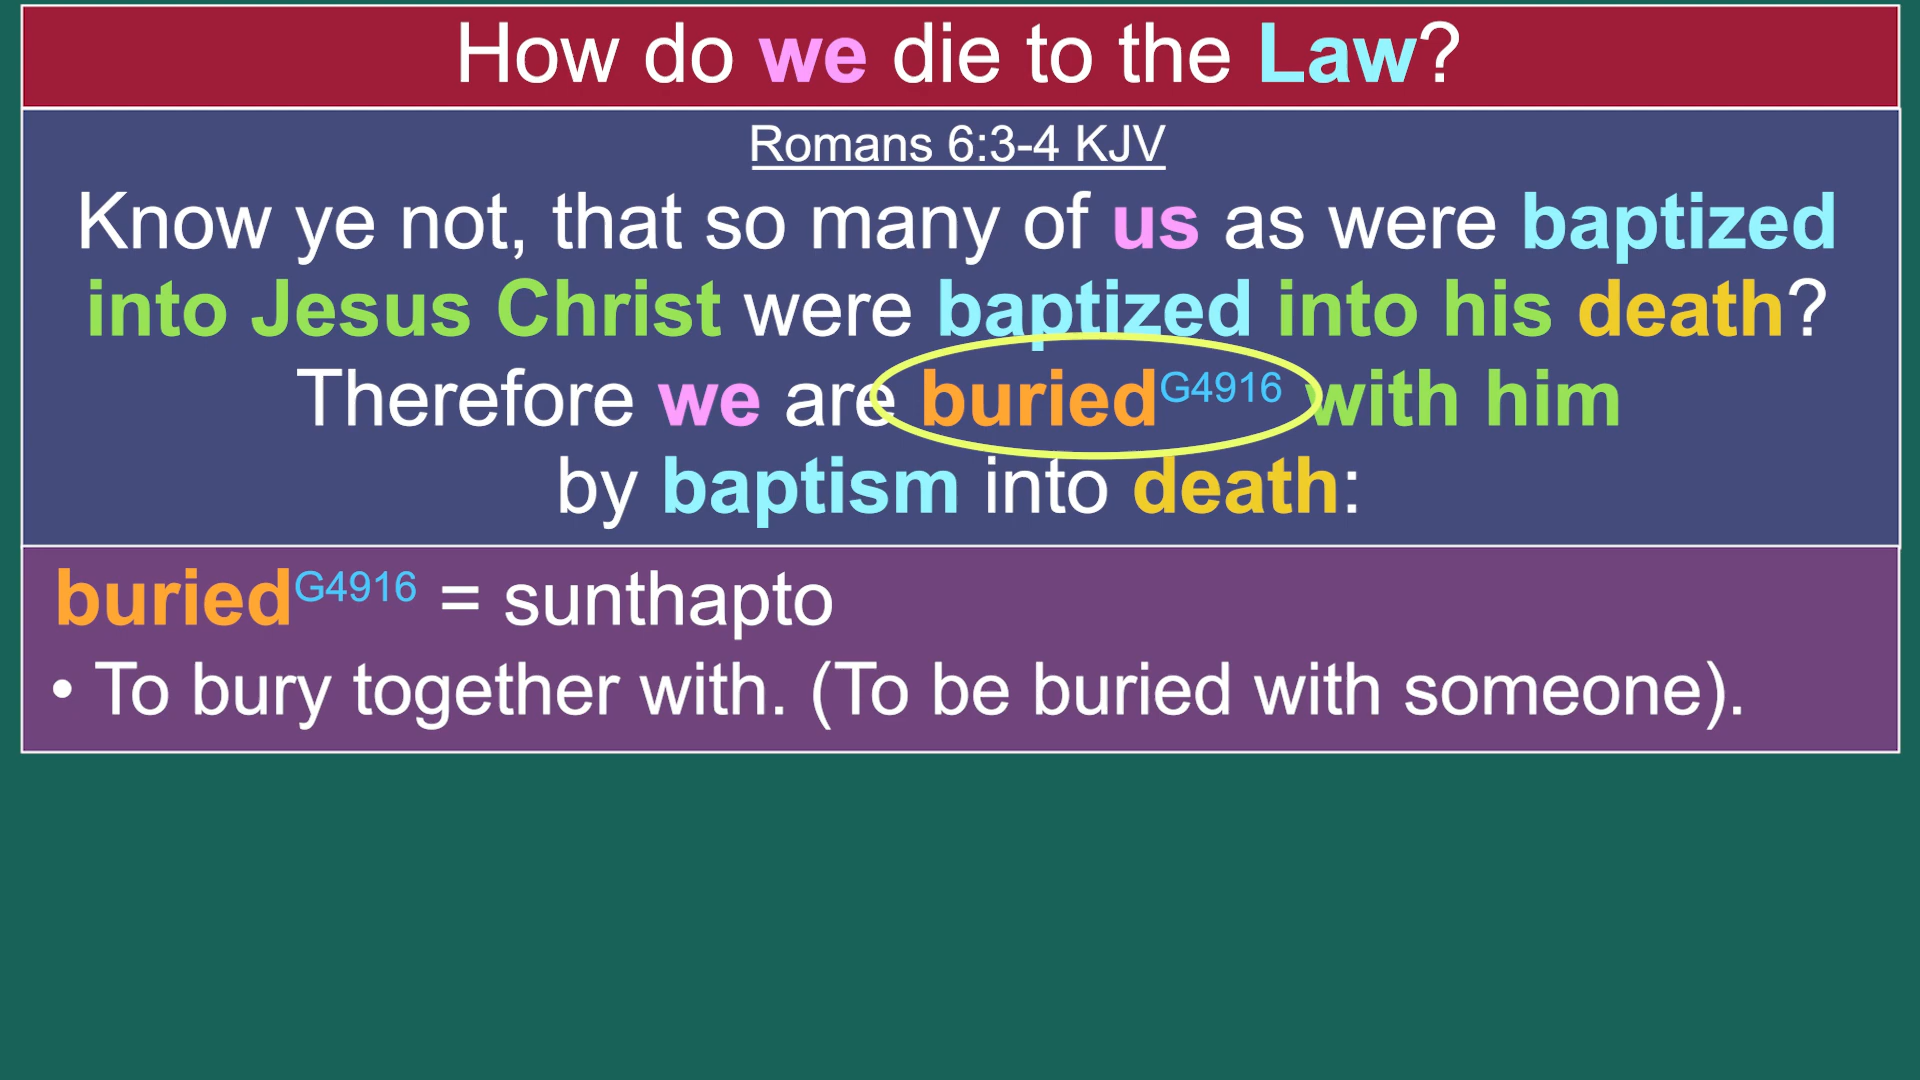 How do we die to the Law?
Romans 6:3-4 KJV
Know ye not, that so many of us as were baptized
into Jesus Christ were baptized into his death?
Therefore we are buriedG4916 with him
by baptism into death:
buriedG4916 = sunthapto
• To bury together with. (To be buried with someone).